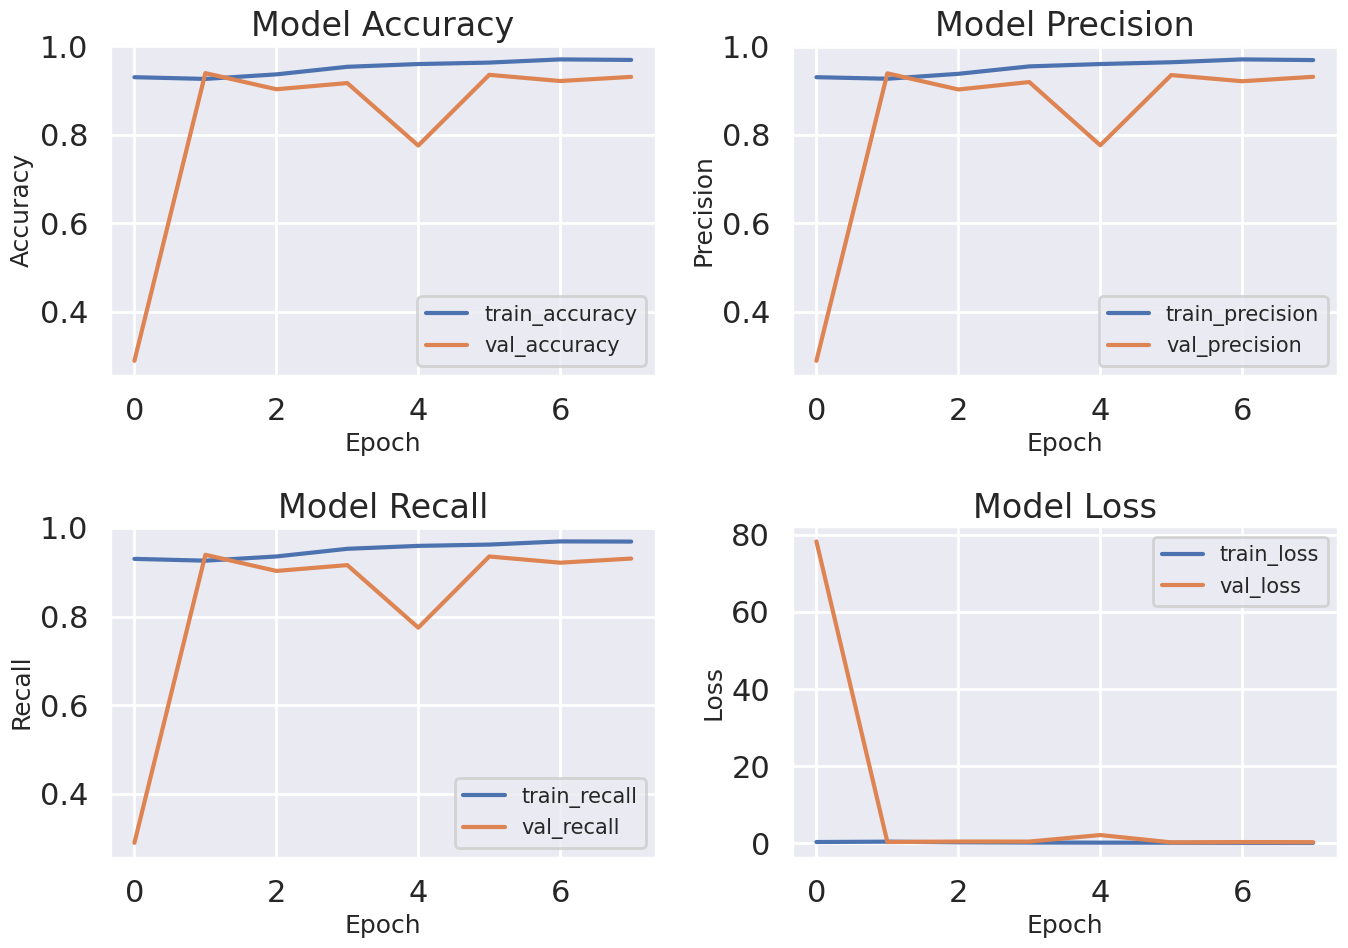 Model Accuracy
1.0
0.8
0.6
0.4
Accuracy
train_accuracy
val_accuracy
0 2 4 6
Epoch
Model Precision
1.0
0.8
0.6
0.4
Precision
train_precision
val_precision
0 2 4 6
Epoch
Model Recall
1.0
0.8
0.6
0.4
Recall
train_recall
val_recall
0 2 4 6
Epoch
Model Loss
80
60
40
20
0
Loss
train_loss
val_loss
0 2 4 6
Epoch